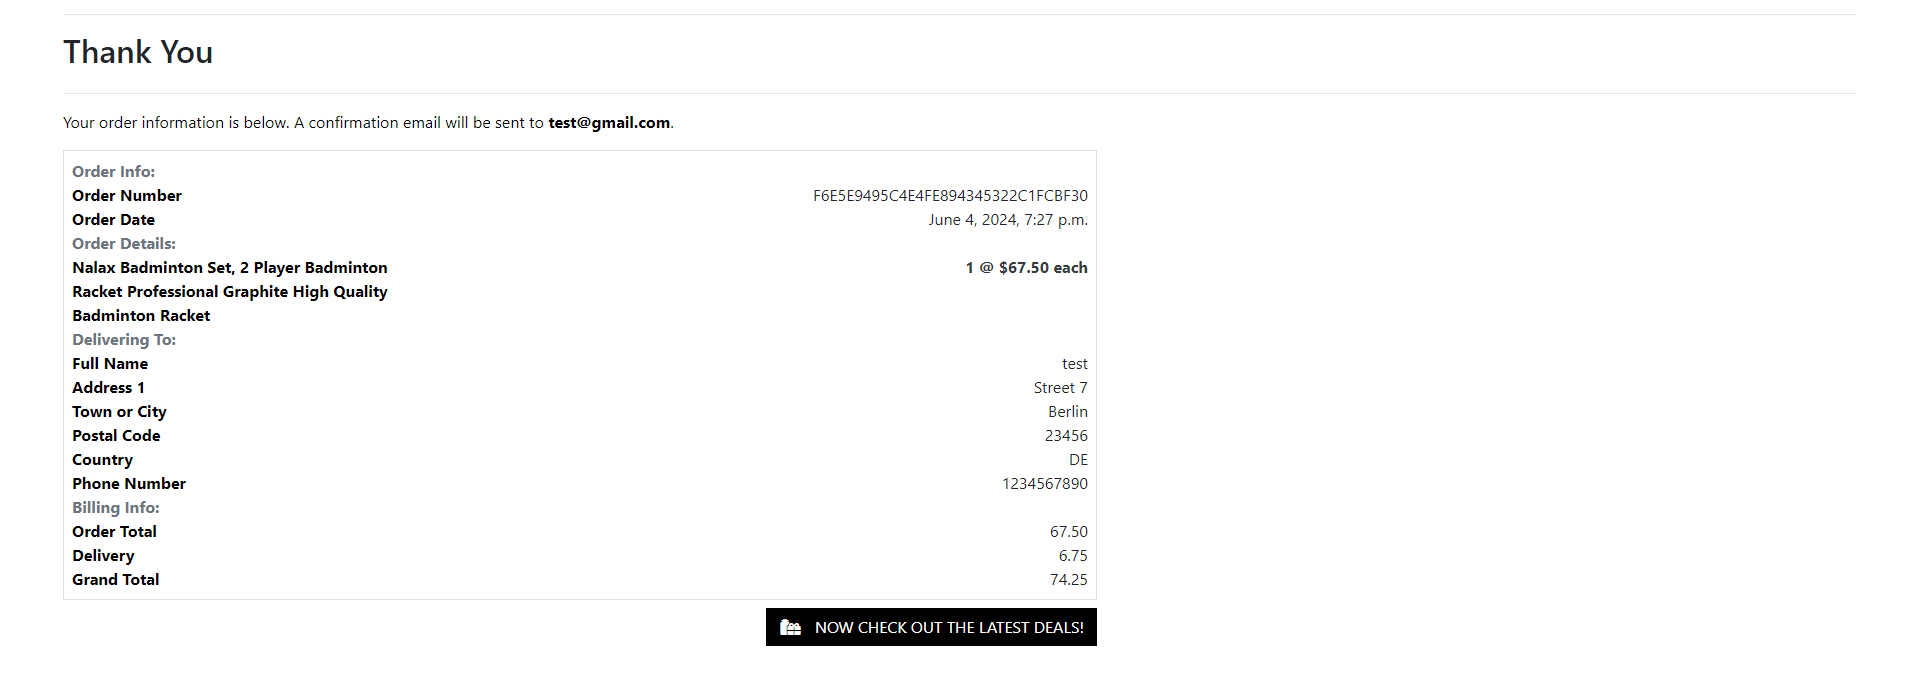 Thank You
Your order information is below. A confirmation email will be sent to test@gmail.com.
Order Info:
Order Number F6E5E9495C4E4FE894345322C1FCBF30
Order Date June 4, 2024, 7:27 p.m.
Order Details:
Nalax Badminton Set, 2 Player Badminton 1 @ $67.50 each
Racket Professional Graphite High Quality
Badminton Racket
Delivering To:
Full Name test
Address 1 Street 7
Town or City Berlin
Postal Code 23456
Country DE
Phone Number 1234567890
Billing Info:
Order Total 67.50
Delivery 6.75
Grand Total 74.25
NOW CHECK OUT THE LATEST DEALS!